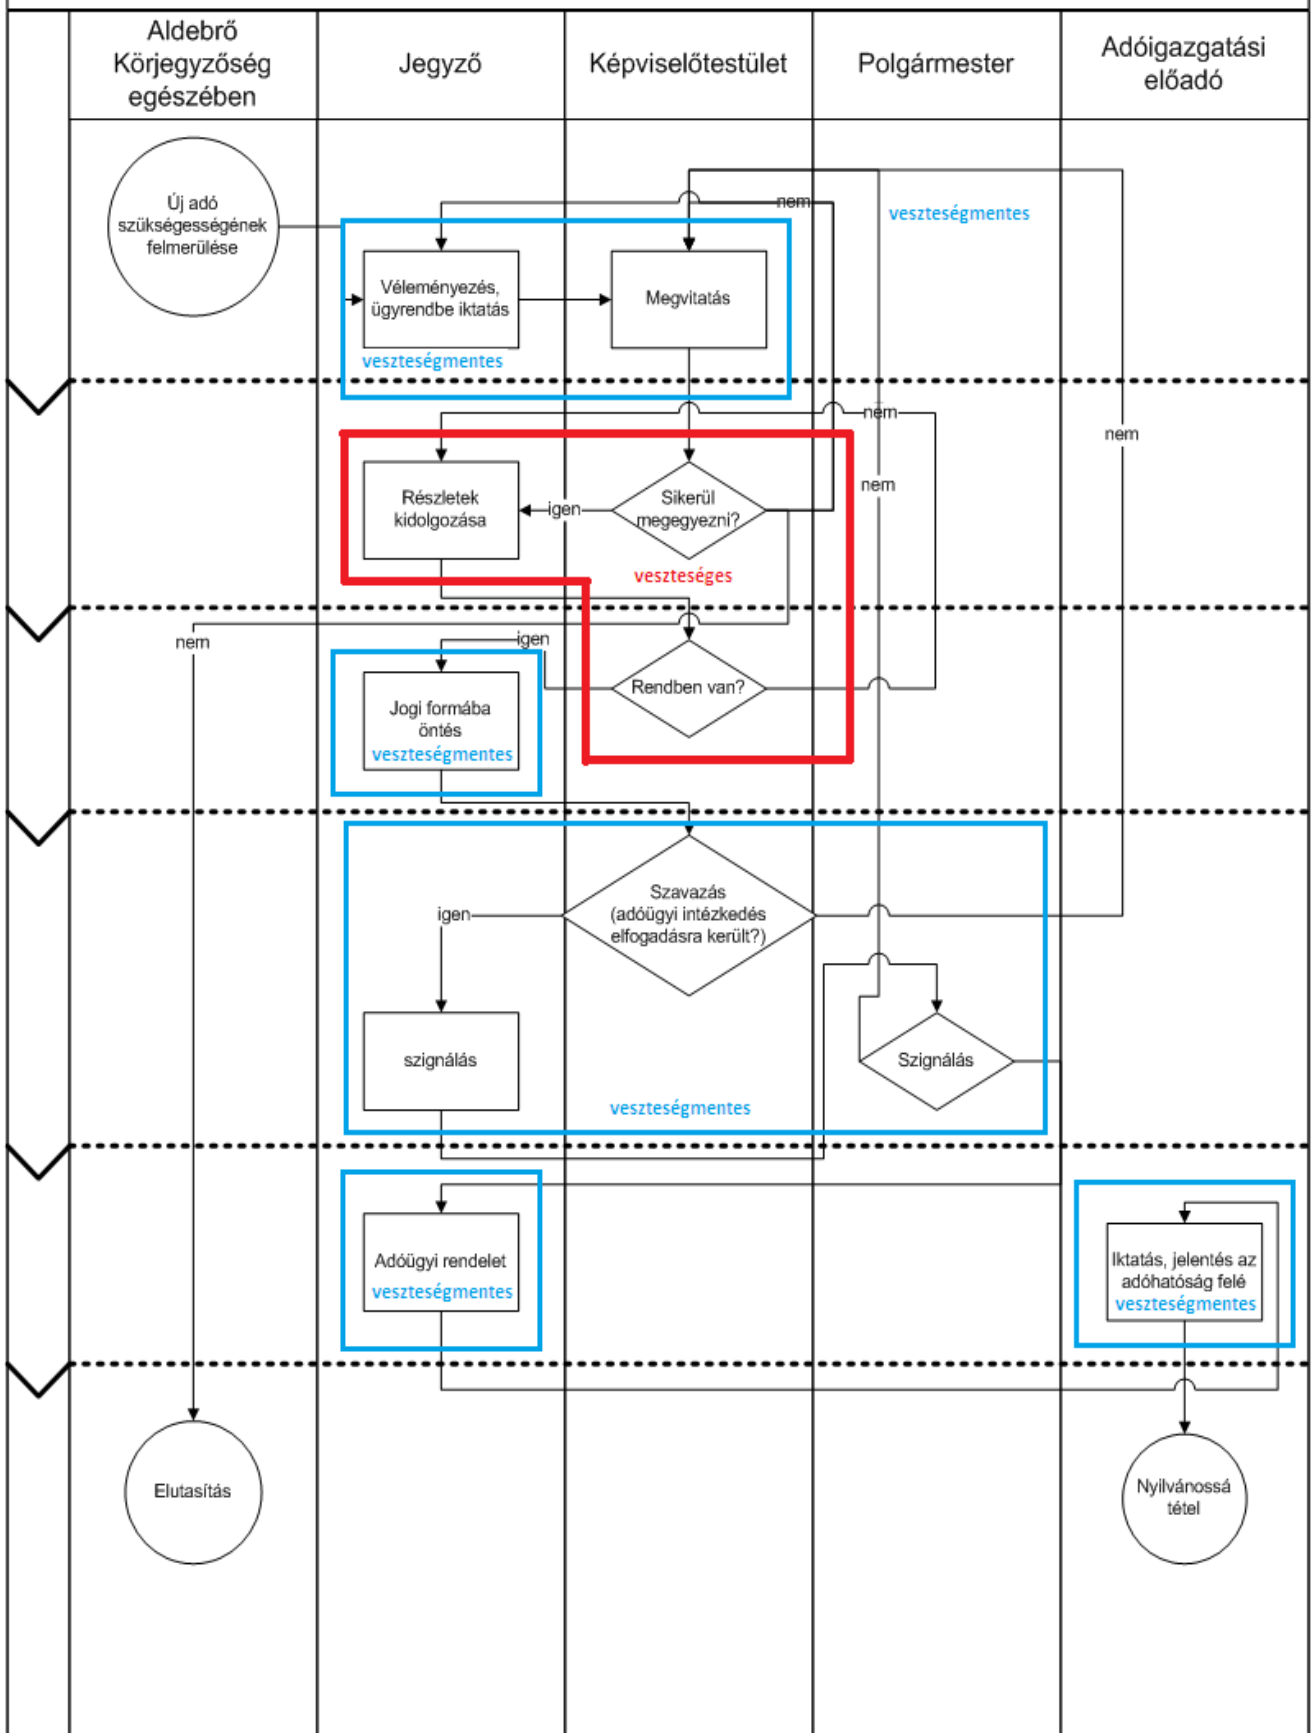 Aldebrő
Körjegyzőség
egészében
Jegyző
Képviselőtestület
Polgármester
Adóigazgatási
előadó
Új adó
szükségességének
felmerülése
nem
veszteségmentes
Véleményezés,
ügyrendbe iktatás
Megvitatás
veszteségmentes
nem
nem
nem
Részletek
kidolgozása
igen
Sikerül
megegyezni?
veszteséges
nem
igen
Rendben van?
Jogi formába
öntés
veszteségmentes
Szavazás
(adóügyi intézkedés
elfogadásra került?)
igen
szignálás
Szignálás
veszteségmentes
Adóügyi rendelet
veszteségmentes
Iktatás, jelentés az
adóhatóság felé
veszteségmentes
Elutasítás
Nyilvánossá
tétel